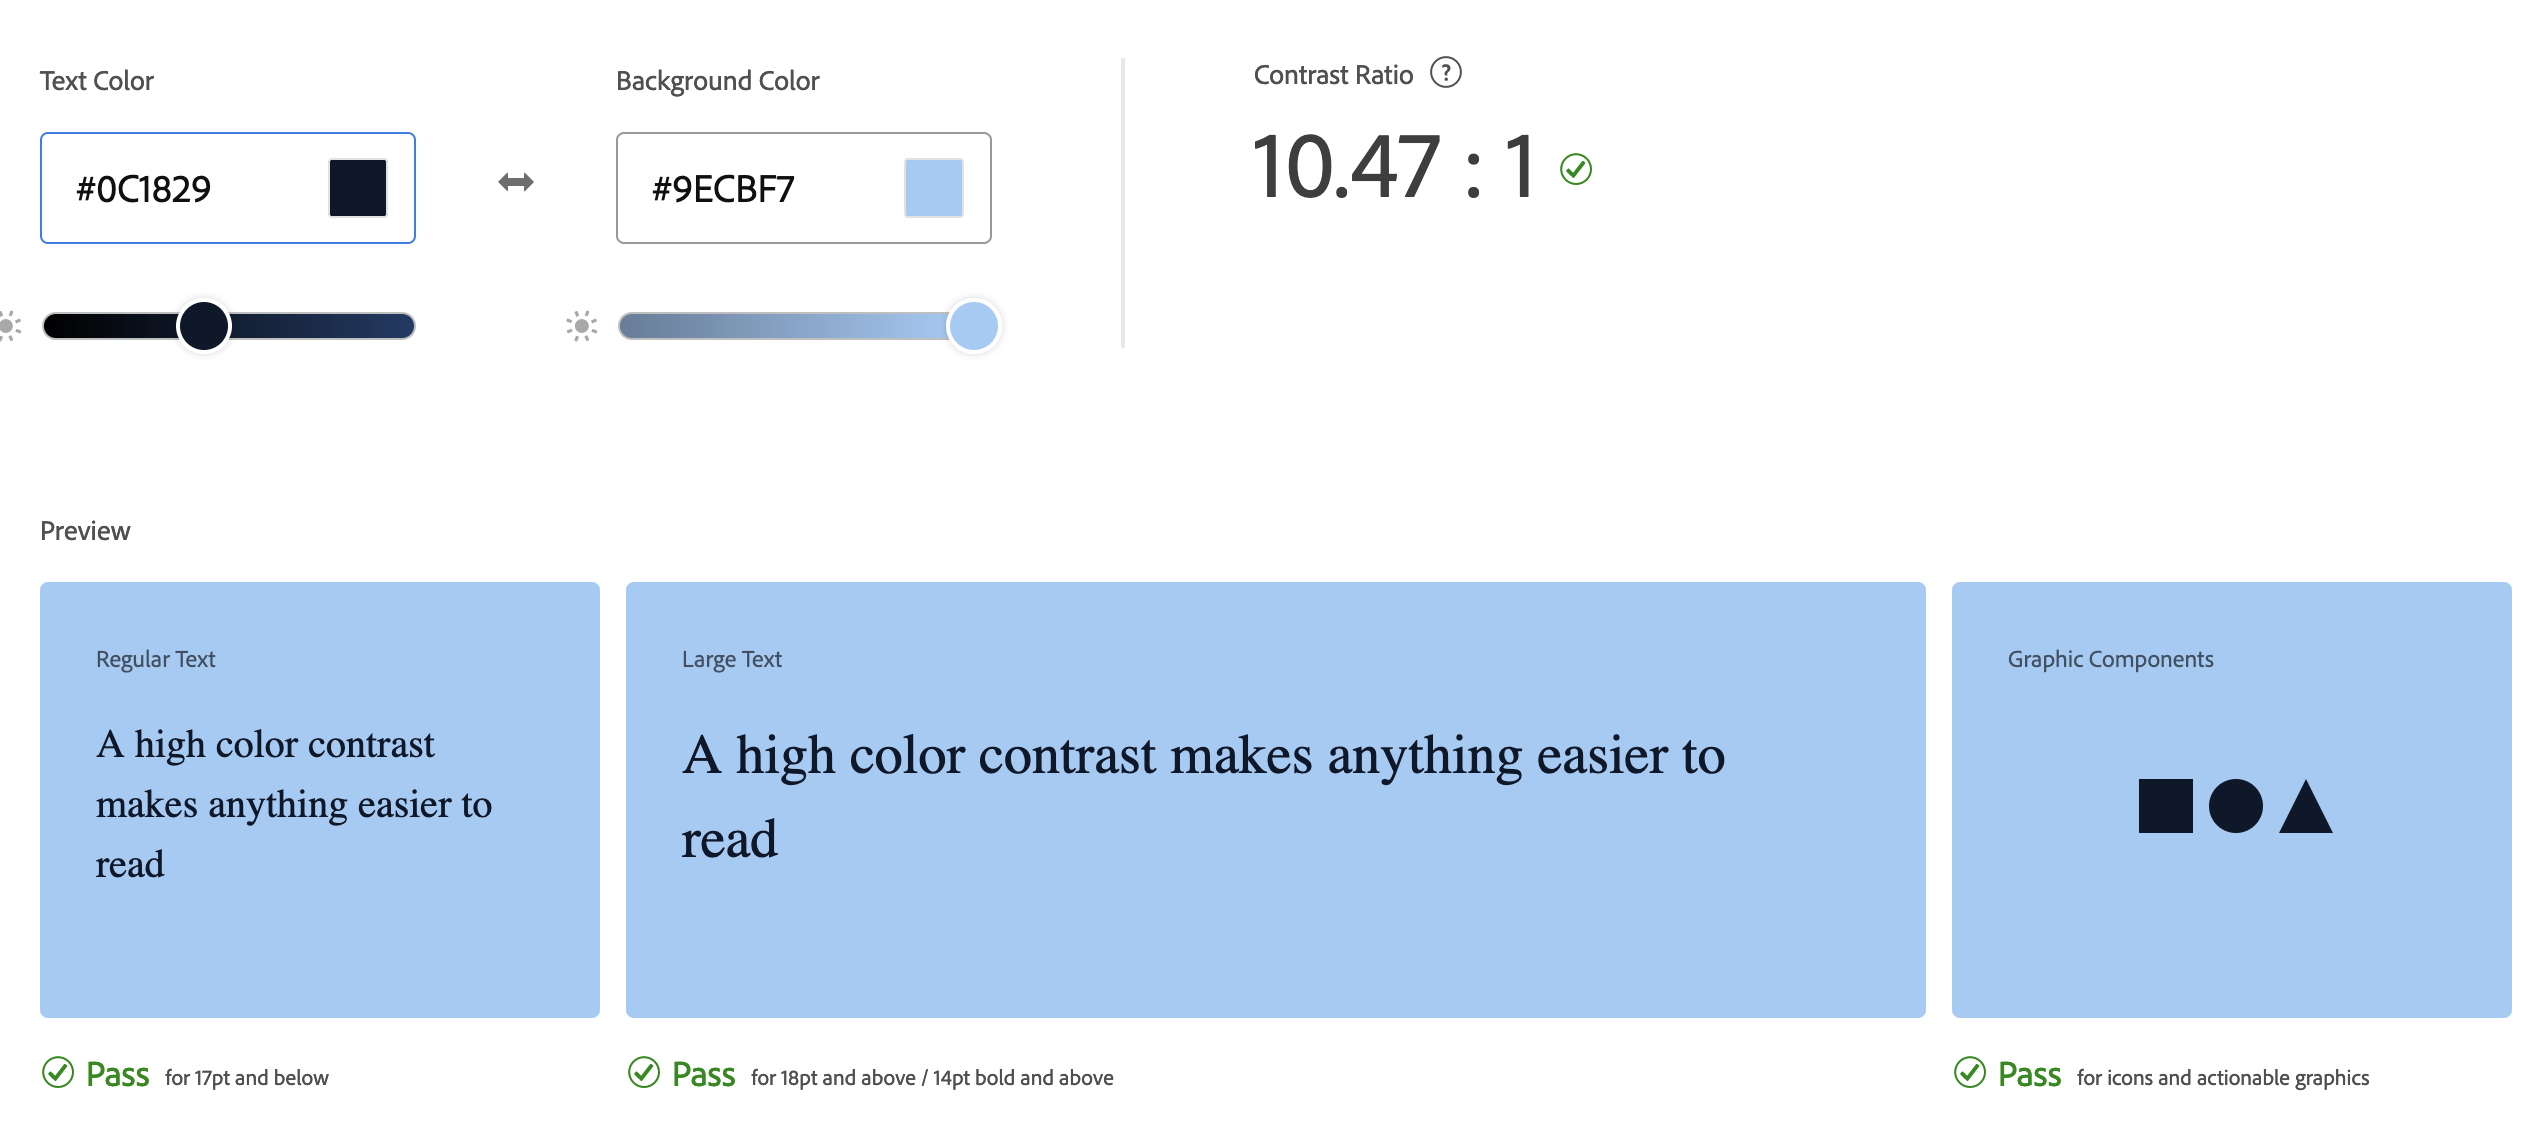 Text Color
#0C1829
Background Color
#9ECBF7
Contrast Ratio ?
10.47 : 1
Preview
Regular Text
A high color contrast
makes anything easier to
read
Pass for 17pt and below
Large Text
A high color contrast makes anything easier to
read
Pass for 18pt and above / 14pt bold and above
Graphic Components
Pass for icons and actionable graphics